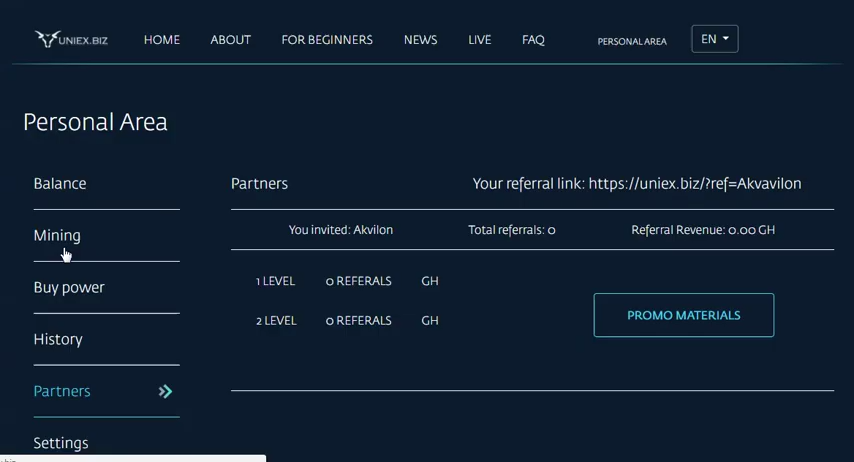 UNIEX.BIZ HOME ABOUT FOR BEGINNERS NEWS LIVE FAQ PERSONAL AREA EN
Personal Area
Balance
Mining
Buy power
History
Partners
Settings
Partners Your referral link: https://uniex.biz/?ref=Akvavilon
You invited: Akvilon Total referrals: 0 Referral Revenue: 0.00 GH
1 LEVEL 0 REFERALS GH
2 LEVEL 0 REFERALS GH
PROMO MATERIALS